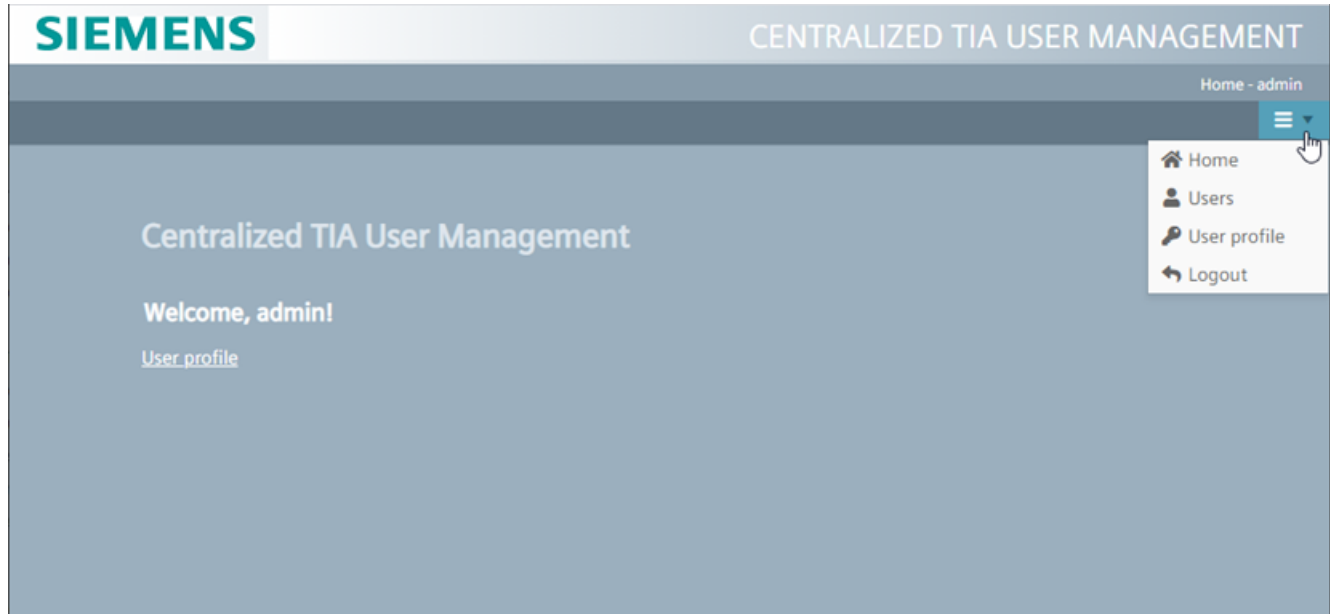 SIEMENS
CENTRALIZED TIA USER MANAGEMENT
Home - admin
Home
Users
User profile
Logout
Centralized TIA User Management
Welcome, admin!
User profile